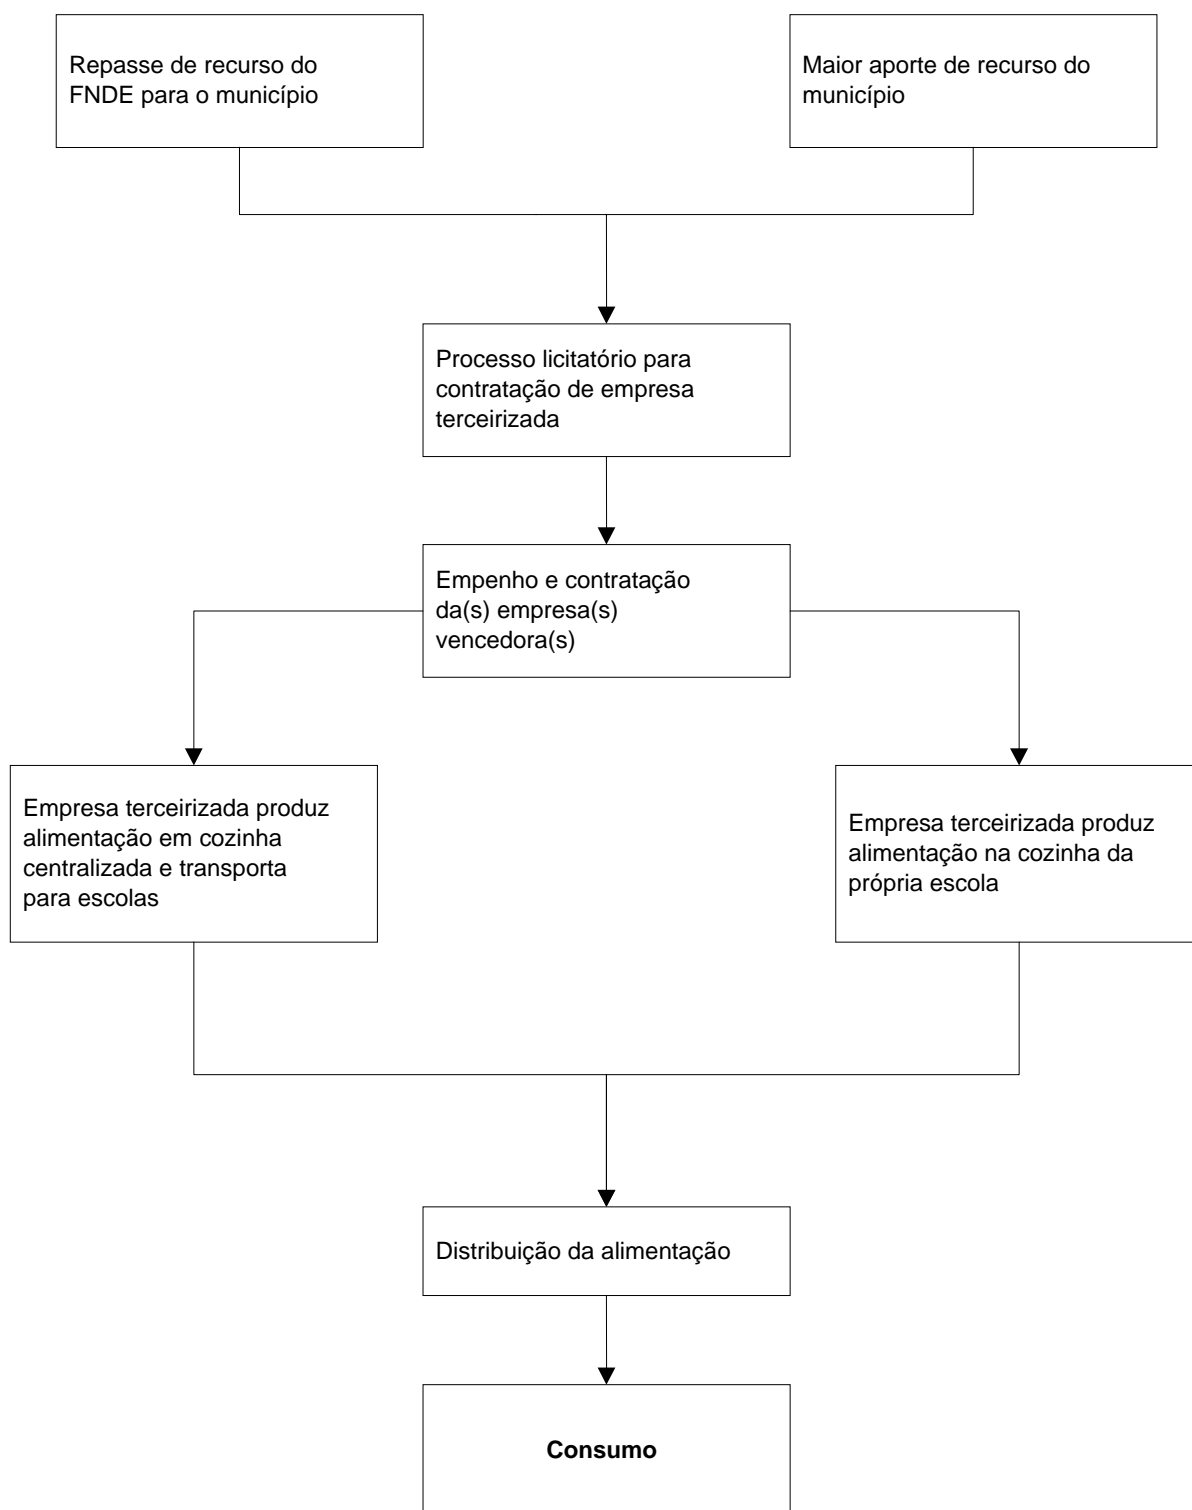 Repasse de recurso do
FNDE para o município
Maior aporte de recurso do
município
Processo licitatório para
contratação de empresa
terceirizada
Empenho e contratação
da(s) empresa(s)
vencedora(s)
Empresa terceirizada produz
alimentação em cozinha
centralizada e transporta
para escolas
Empresa terceirizada produz
alimentação na cozinha da
própria escola
Distribuição da alimentação
Consumo